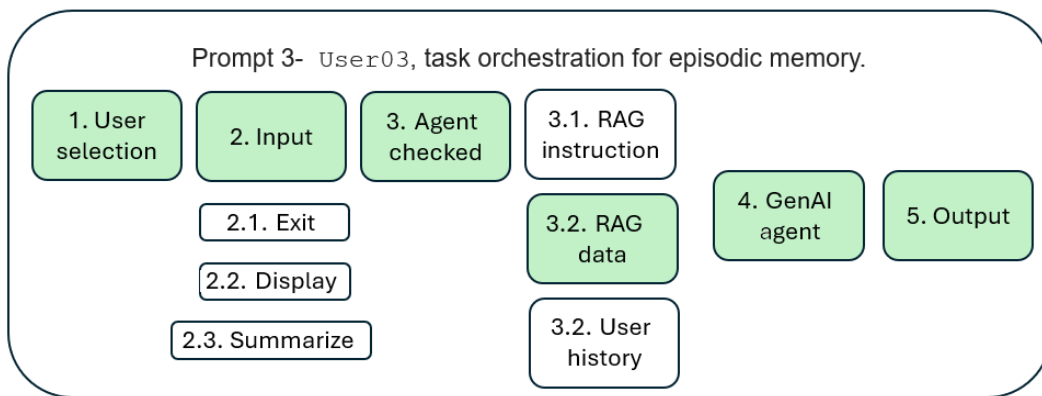 Prompt 3- User03, task orchestration for episodic memory.
1. User
selection
2. Input
3. Agent
checked
3.1. RAG
instruction
2.1. Exit
2.2. Display
2.3. Summarize
3.2. RAG
data
3.2. User
history
4. GenAI
agent
5. Output